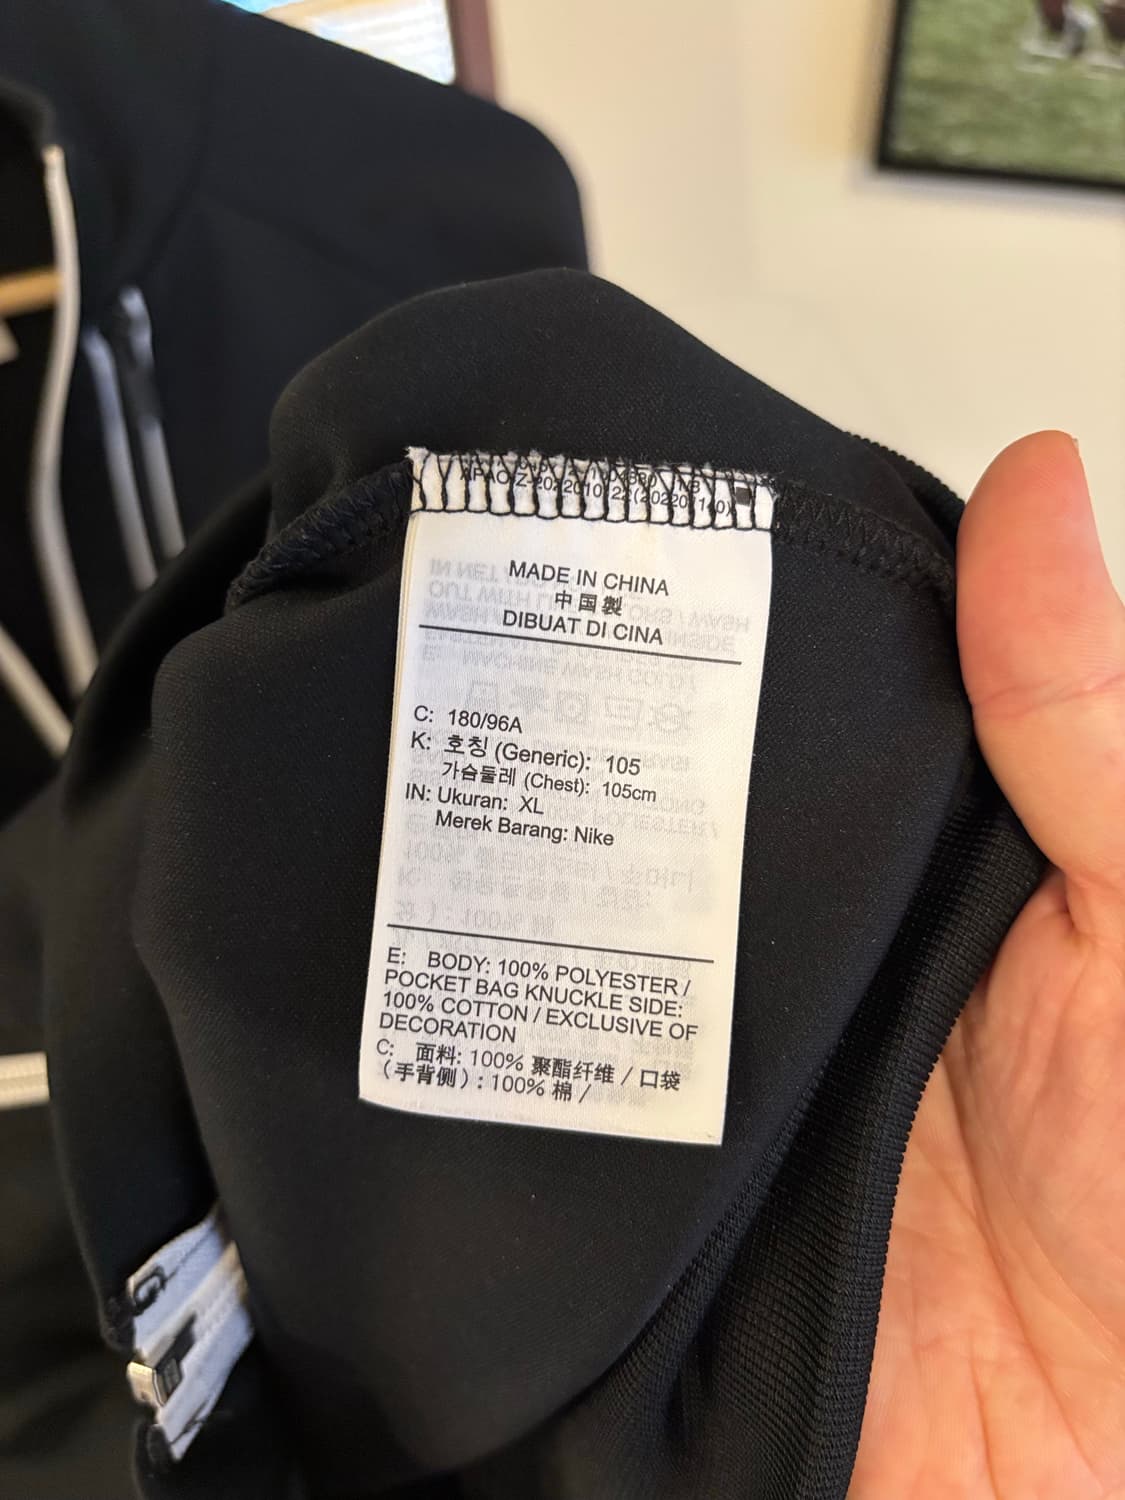 MADE IN CHINA
中国製
DIBUAT DI CINA
C: 180/96A
K: 호칭 (Generic): 105
가슴둘레 (Chest): 105cm
IN: Ukuran: XL
Merek Barang: Nike
E: BODY: 100% POLYESTER /
POCKET BAG KNUCKLE SIDE:
100% COTTON / EXCLUSIVE OF
DECORATION
C: 面料: 100% 聚酯纤维 / 口袋
(手背侧) : 100% 棉 /